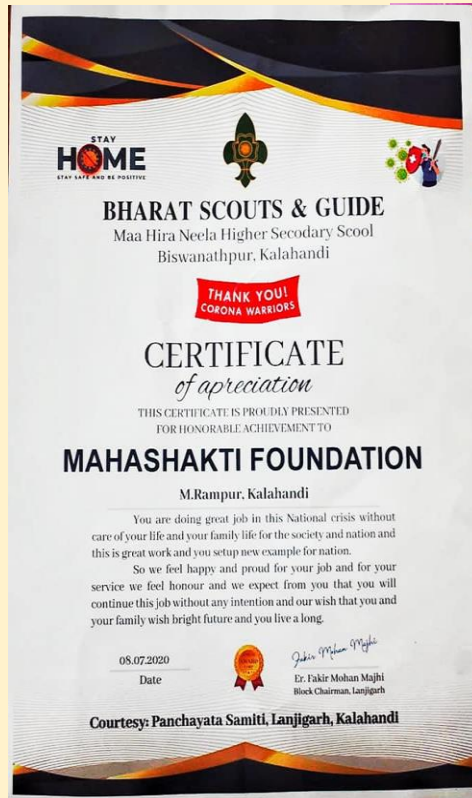 STAY
HOME
STAY SAFE AND BE POSITIVE
BHARAT SCOUTS & GUIDE
Maa Hira Neela Higher Secodary Scool
Biswanathpur, Kalahandi
THANK YOU!
CORONA WARRIORS
CERTIFICATE
of apreciation
THIS CERTIFICATE IS PROUDLY PRESENTED
FOR HONORABLE ACHIEVEMENT TO
MAHASHAKTI FOUNDATION
M.Rampur, Kalahandi
You are doing great job in this National crisis without
care of your life and your family life for the society and nation and
this is great work and you setup new example for nation.
So we feel happy and proud for your job and for your
service we feel honour and we expect from you that you will
continue this job without any intention and our wish that you and
your family wish bright future and you live a long.
08.07.2020
Date
Fakir Mohan Majhi
Er. Fakir Mohan Majhi
Block Chairman, Lanjigarh
Courtesy: Panchayata Samiti, Lanjigarh, Kalahandi